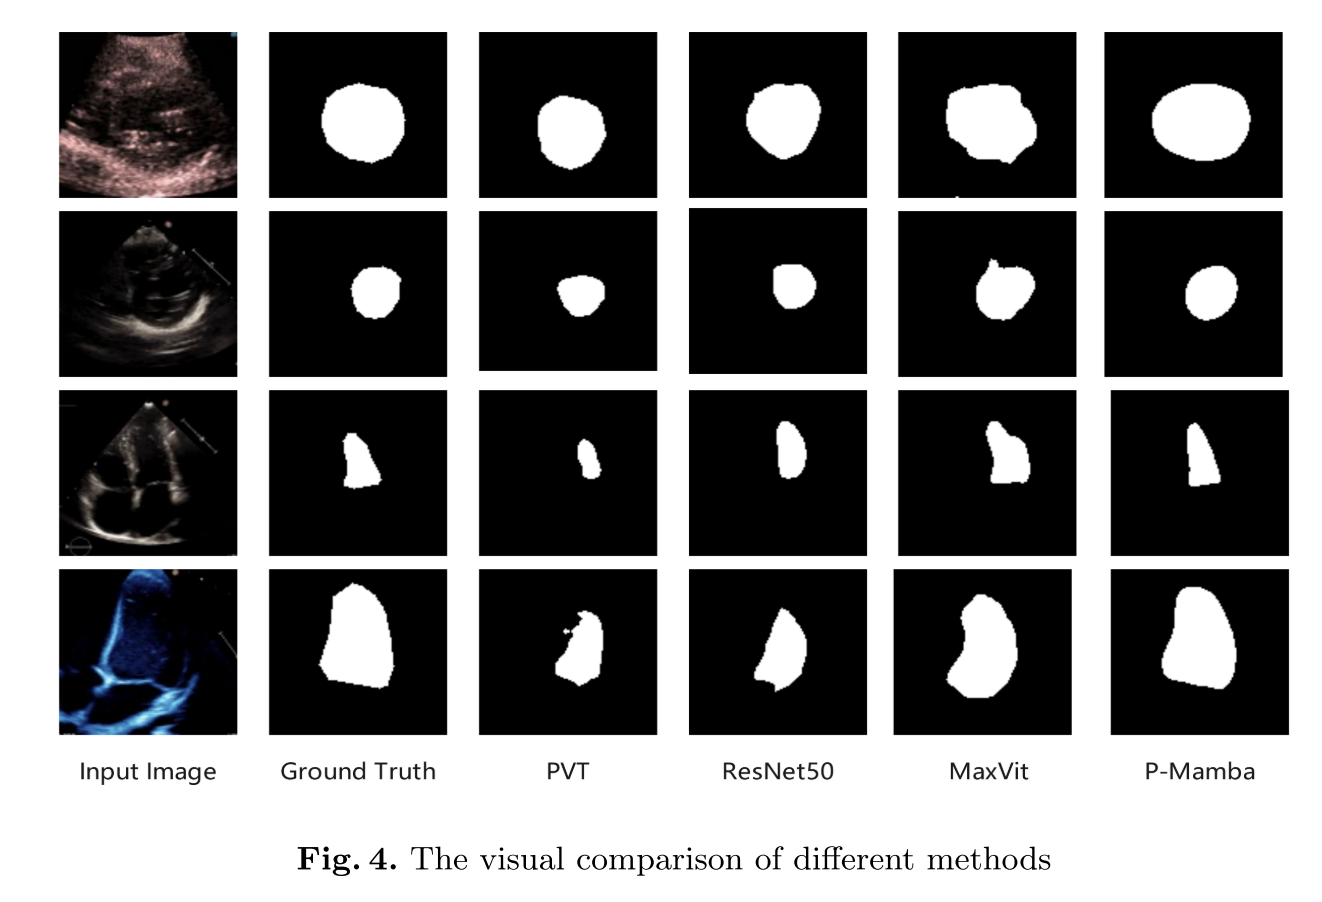 Input Image Ground Truth PVT ResNet50 MaxVit P-Mamba
Fig. 4. The visual comparison of different methods